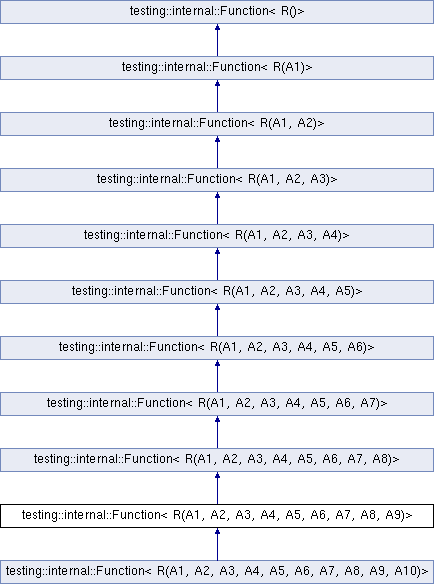 testing::internal::Function< R()>
testing::internal::Function< R(A1)>
testing::internal::Function< R(A1, A2)>
testing::internal::Function< R(A1, A2, A3)>
testing::internal::Function< R(A1, A2, A3, A4)>
testing::internal::Function< R(A1, A2, A3, A4, A5)>
testing::internal::Function< R(A1, A2, A3, A4, A5, A6)>
testing::internal::Function< R(A1, A2, A3, A4, A5, A6, A7)>
testing::internal::Function< R(A1, A2, A3, A4, A5, A6, A7, A8)>
testing::internal::Function< R(A1, A2, A3, A4, A5, A6, A7, A8, A9)>
testing::internal::Function< R(A1, A2, A3, A4, A5, A6, A7, A8, A9, A10)>